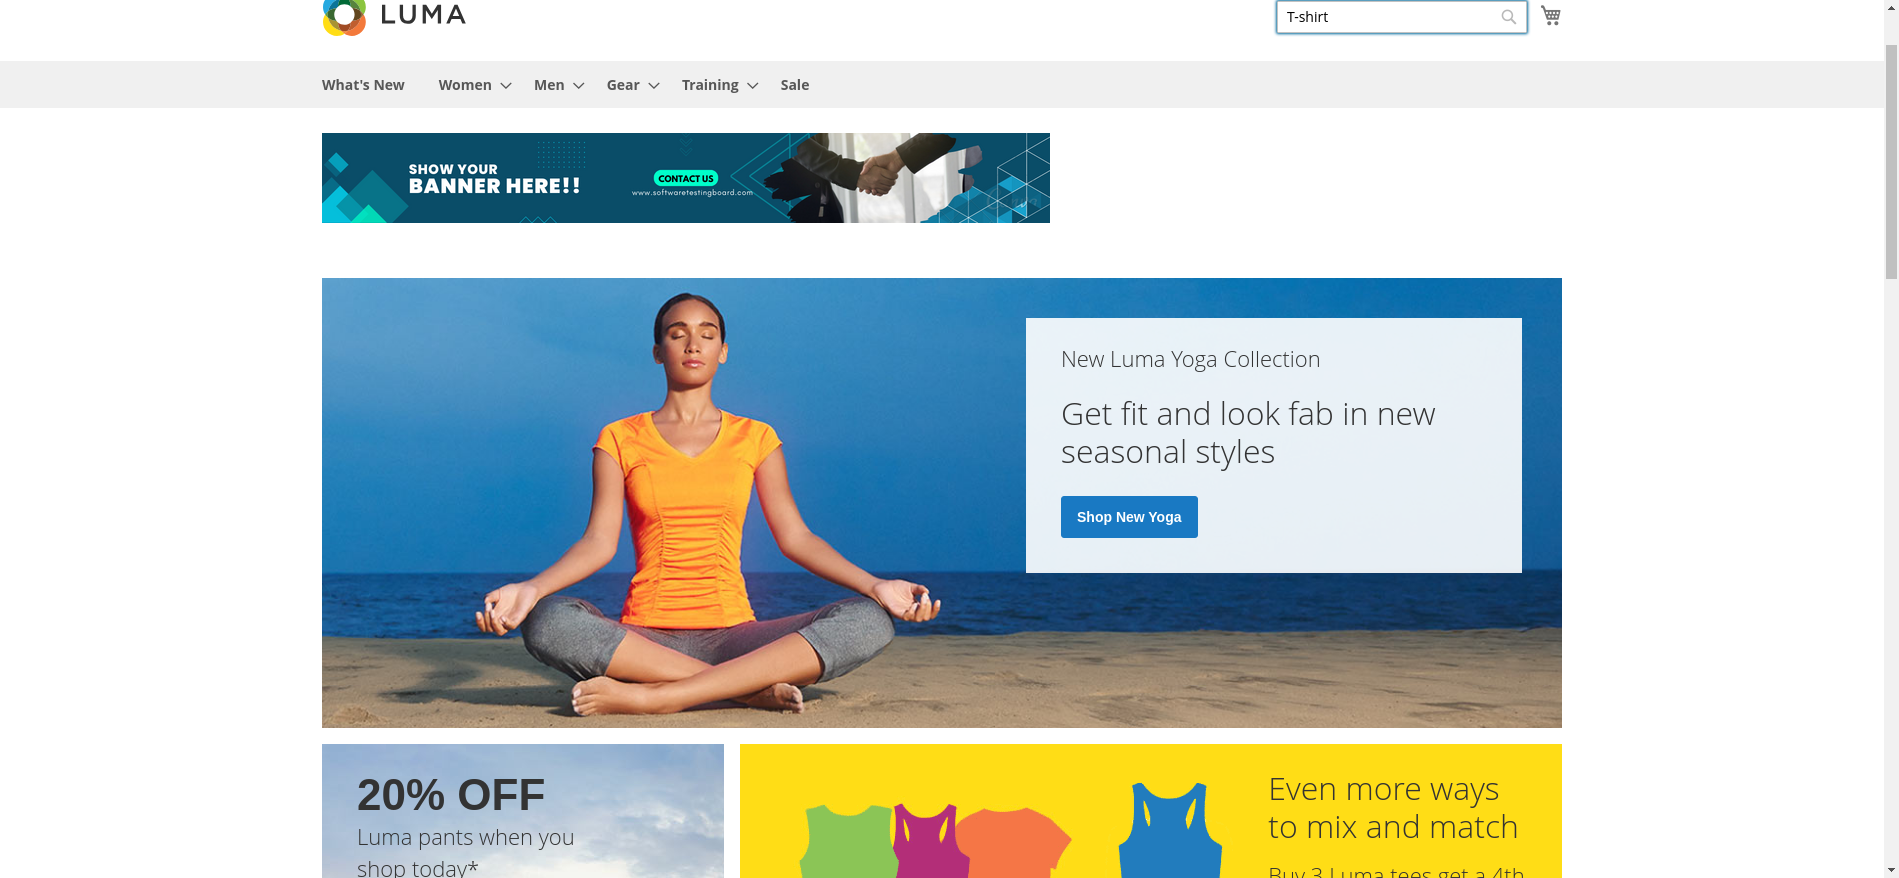 LUMA
T-shirt
What's New Women Men Gear Training Sale
SHOW YOUR
BANNER HERE!!
CONTACT US
www.softwaretestingboard.com
New Luma Yoga Collection
Get fit and look fab in new
seasonal styles
Shop New Yoga
20% OFF
Luma pants when you
shop today*
Even more ways
to mix and match
Buy 3 Luma tees get a 4th